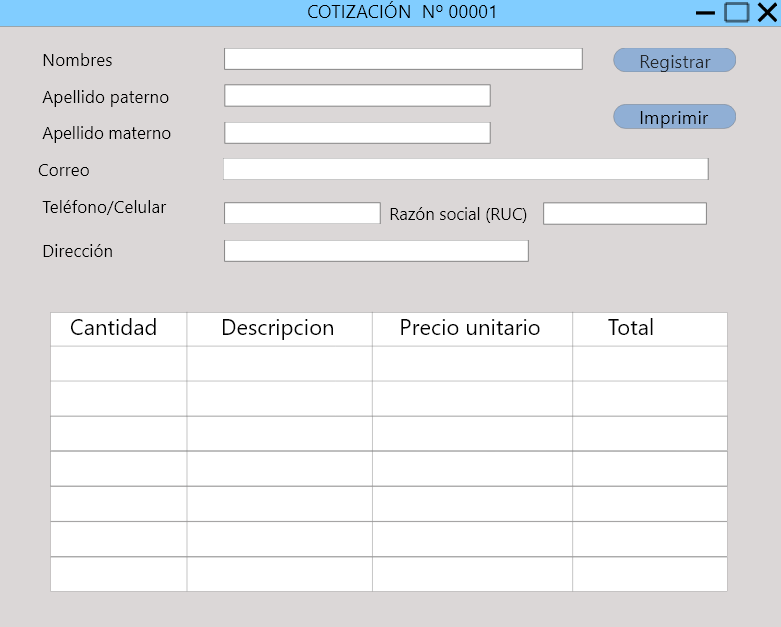 COTIZACIÓN Nº 00001
Nombres
Registrar
Apellido paterno
Imprimir
Apellido materno
Correo
Teléfono/Celular
Razón social (RUC)
Dirección
Cantidad Descripcion Precio unitario Total